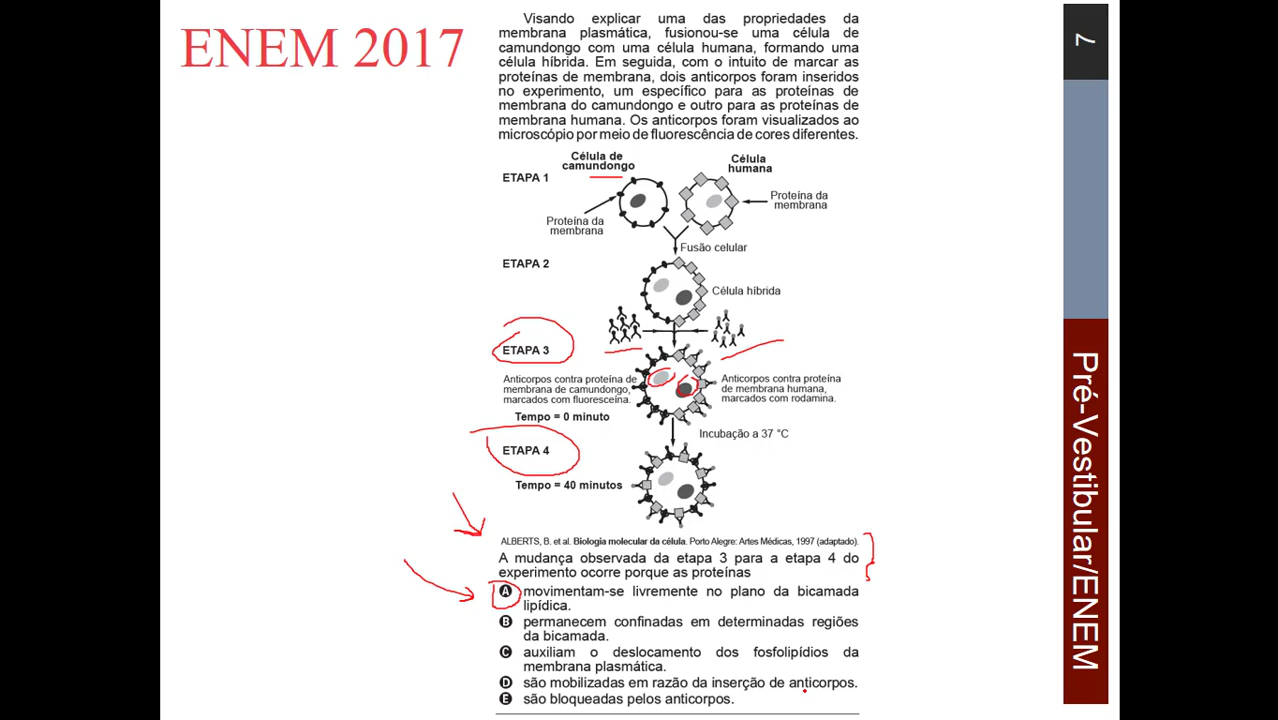 ENEM 2017
Visando explicar uma das propriedades da
membrana plasmática, fusionou-se uma célula de
camundongo com uma célula humana, formando uma
célula híbrida. Em seguida, com o intuito de marcar as
proteínas de membrana, dois anticorpos foram inseridos
no experimento, um específico para as proteínas de
membrana do camundongo e outro para as proteínas de
membrana humana. Os anticorpos foram visualizados ao
microscópio por meio de fluorescência de cores diferentes.
Célula de
camundongo
Célula
humana
ETAPA 1
Proteína da
membrana
Proteína da
membrana
Fusão celular
ETAPA 2
Célula híbrida
ETAPA 3
Anticorpos contra proteína de
membrana de camundongo,
marcados com fluoresceína.
Anticorpos contra proteína
de membrana humana,
marcados com rodamina.
Tempo = 0 minuto
Incubação a 37 °C
ETAPA 4
Tempo = 40 minutos
ALBERTS, B. et al. Biologia molecular da célula. Porto Alegre: Artes Médicas, 1997 (adaptado).
A mudança observada da etapa 3 para a etapa 4 do
experimento ocorre porque as proteínas
A movimentam-se livremente no plano da bicamada
lipídica.
B permanecem confinadas em determinadas regiões
da bicamada.
C auxiliam o deslocamento dos fosfolipídios da
membrana plasmática.
D são mobilizadas em razão da inserção de anticorpos.
E são bloqueadas pelos anticorpos.
7
Pré-Vestibular/ENEM